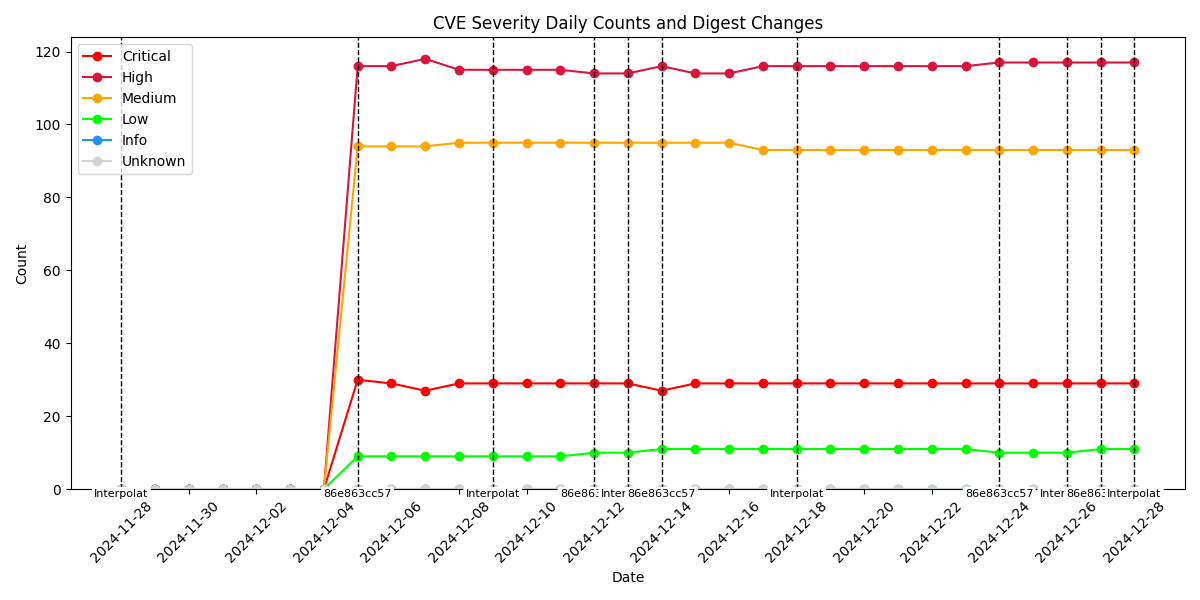 CVE Severity Daily Counts and Digest Changes
120
100
80
60
40
20
0
Count
Critical
High
Medium
Low
Info
Unknown
Interpolat
86e863cc57
Interpolat
86e863
Inter
86e863cc57
Interpolat
86e863cc57
Inter
86e863
Interpolat
2024-11-28
2024-11-30
2024-12-02
2024-12-04
2024-12-06
2024-12-08
2024-12-10
2024-12-12
2024-12-14
2024-12-16
2024-12-18
2024-12-20
2024-12-22
2024-12-24
2024-12-26
2024-12-28
Date